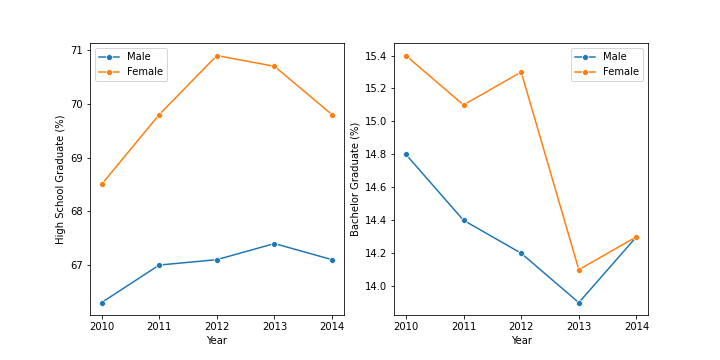 High School Graduate (%)
71
70
69
68
67
Male
Female
2010 2011 2012 2013 2014
Year
Bachelor Graduate (%)
15.4
15.2
15.0
14.8
14.6
14.4
14.2
14.0
Male
Female
2010 2011 2012 2013 2014
Year